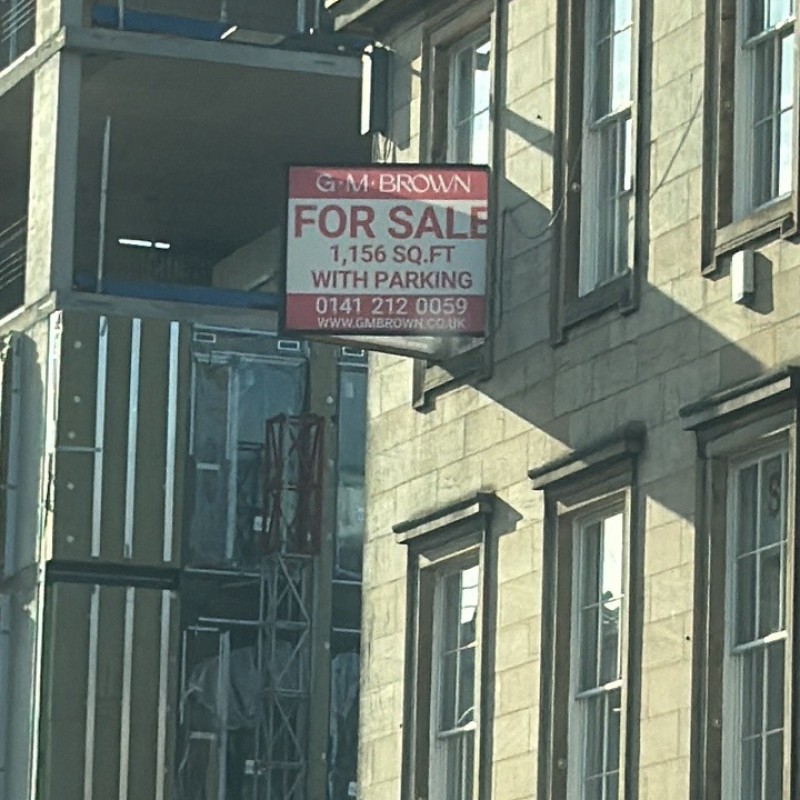 G·M·BROWN
FOR SALE
1,156 SQ.FT
WITH PARKING
0141 212 0059
WWW.GMBROWN.CO.UK